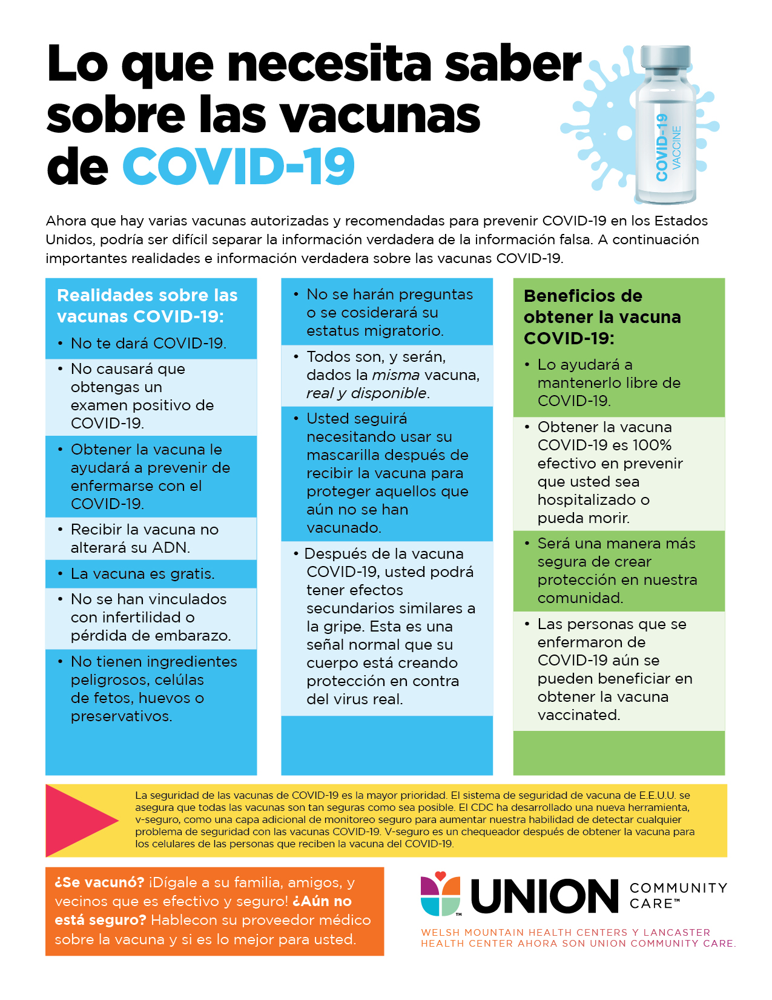 Lo que necesita saber
sobre las vacunas
de COVID-19
COVID-19
VACCINE
Ahora que hay varias vacunas autorizadas y recomendadas para prevenir COVID-19 en los Estados
Unidos, podría ser difícil separar la información verdadera de la información falsa. A continuación
importantes realidades e información verdadera sobre las vacunas COVID-19.
Realidades sobre las
vacunas COVID-19:
• No te dará COVID-19.
• No causará que
obtengas un
examen positivo de
COVID-19.
• Obtener la vacuna le
ayudará a prevenir de
enfermarse con el
COVID-19.
• Recibir la vacuna no
alterará su ADN.
• La vacuna es gratis.
• No se han vinculados
con infertilidad o
pérdida de embarazo.
• No tienen ingredientes
peligrosos, celúlas
de fetos, huevos o
preservativos.
• No se harán preguntas
o se cosiderará su
estatus migratorio.
• Todos son, y serán,
dados la misma vacuna,
real y disponible.
• Usted seguirá
necesitando usar su
mascarilla después de
recibir la vacuna para
proteger aquellos que
aún no se han
vacunado.
• Después de la vacuna
COVID-19, usted podrá
tener efectos
secundarios similares a
la gripe. Esta es una
señal normal que su
cuerpo está creando
protección en contra
del virus real.
Beneficios de
obtener la vacuna
COVID-19:
• Lo ayudará a
mantenerlo libre de
COVID-19.
• Obtener la vacuna
COVID-19 es 100%
efectivo en prevenir
que usted sea
hospitalizado o
pueda morir.
• Será una manera más
segura de crear
protección en nuestra
comunidad.
• Las personas que se
enfermaron de
COVID-19 aún se
pueden beneficiar en
obtener la vacuna
vaccinated.
La seguridad de las vacunas de COVID-19 es la mayor prioridad. El sistema de seguridad de vacuna de E.E.U.U. se
asegura que todas las vacunas son tan seguras como sea posible. El CDC ha desarrollado una nueva herramienta,
v-seguro, como una capa adicional de monitoreo seguro para aumentar nuestra habilidad de detectar cualquier
problema de seguridad con las vacunas COVID-19. V-seguro es un chequeador después de obtener la vacuna para
los celulares de las personas que reciben la vacuna del COVID-19.
¿Se vacunó? ¡Dígale a su familia, amigos, y
vecinos que es efectivo y seguro! ¿Aún no
está seguro? Hablecon su proveedor médico
sobre la vacuna y si es lo mejor para usted.
™ UNION COMMUNITY
CARE™
WELSH MOUNTAIN HEALTH CENTERS Y LANCASTER
HEALTH CENTER AHORA SON UNION COMMUNITY CARE.